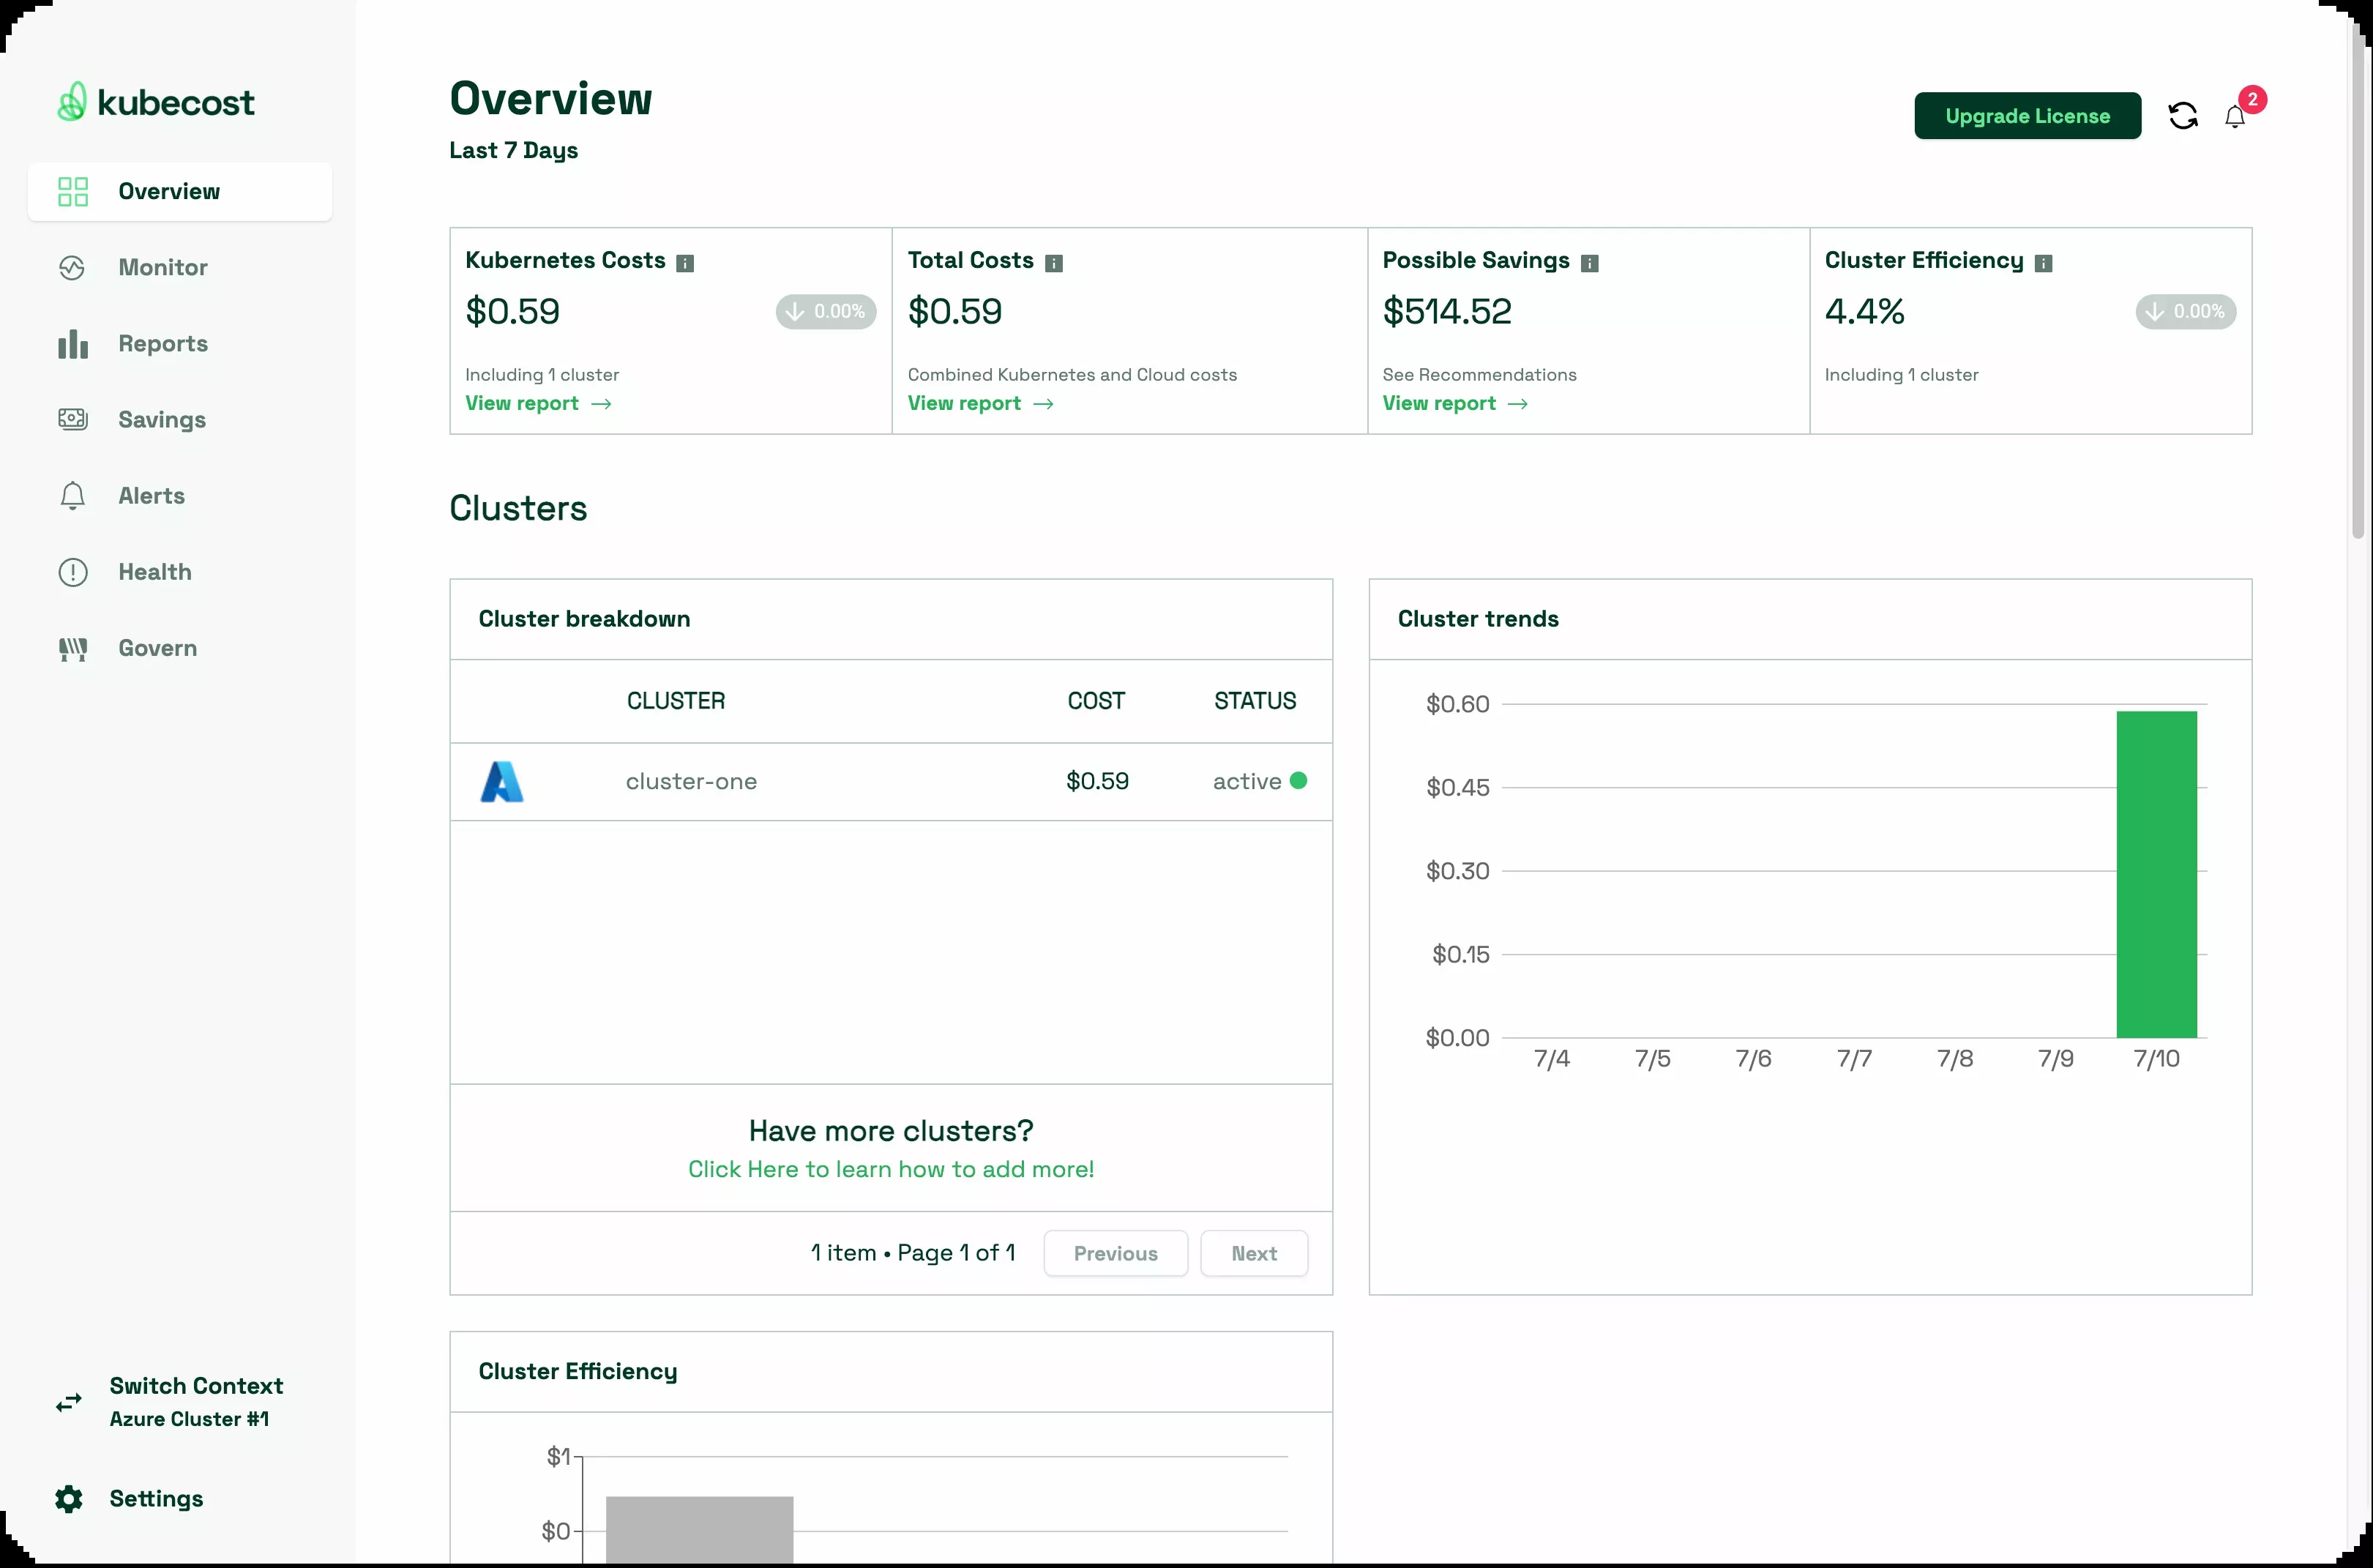 kubecost
Overview
Monitor
Reports
Savings
Alerts
Health
Govern
Switch Context
Azure Cluster #1
Settings
Overview
Last 7 Days
Upgrade License
2
Kubernetes Costs
$0.59
0.00%
Including 1 cluster
View report
Total Costs
$0.59
Combined Kubernetes and Cloud costs
View report
Possible Savings
$514.52
See Recommendations
View report
Cluster Efficiency
4.4%
0.00%
Including 1 cluster
Clusters
Cluster breakdown
CLUSTER COST STATUS
cluster-one $0.59 active
Have more clusters?
Click Here to learn how to add more!
1 item • Page 1 of 1 Previous Next
Cluster trends
$0.60
$0.45
$0.30
$0.15
$0.00
7/4 7/5 7/6 7/7 7/8 7/9 7/10
Cluster Efficiency
$1
$0